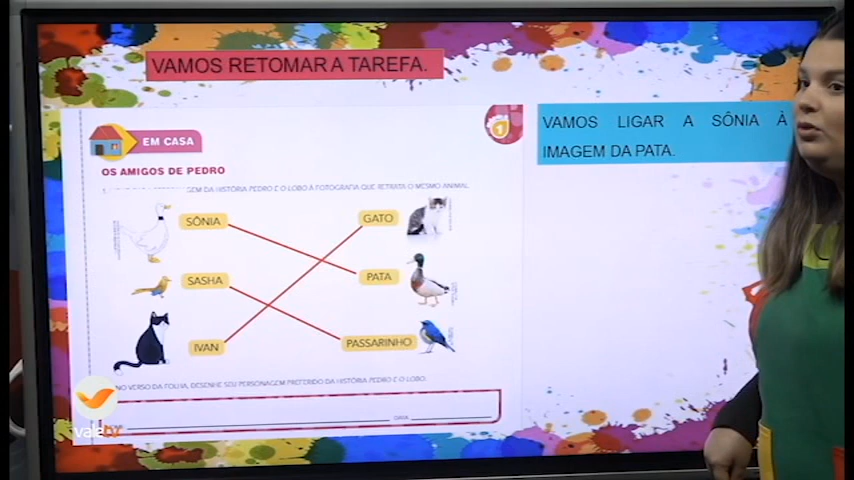 VAMOS RETOMAR A TAREFA.
EM CASA
1
VAMOS LIGAR A SÔNIA À
IMAGEM DA PATA.
OS AMIGOS DE PEDRO
DA HISTÓRIA PEDRO E O LOBO À FOTOGRAFIA QUE RETRATA O MESMO ANIMAL.
SÔNIA
GATO
SASHA
PATA
IVAN
PASSARINHO
NO VERSO DA FOLHA, DESENHE SEU PERSONAGEM PREFERIDO DA HISTÓRIA PEDRO E O LOBO.
DATA
vale tv